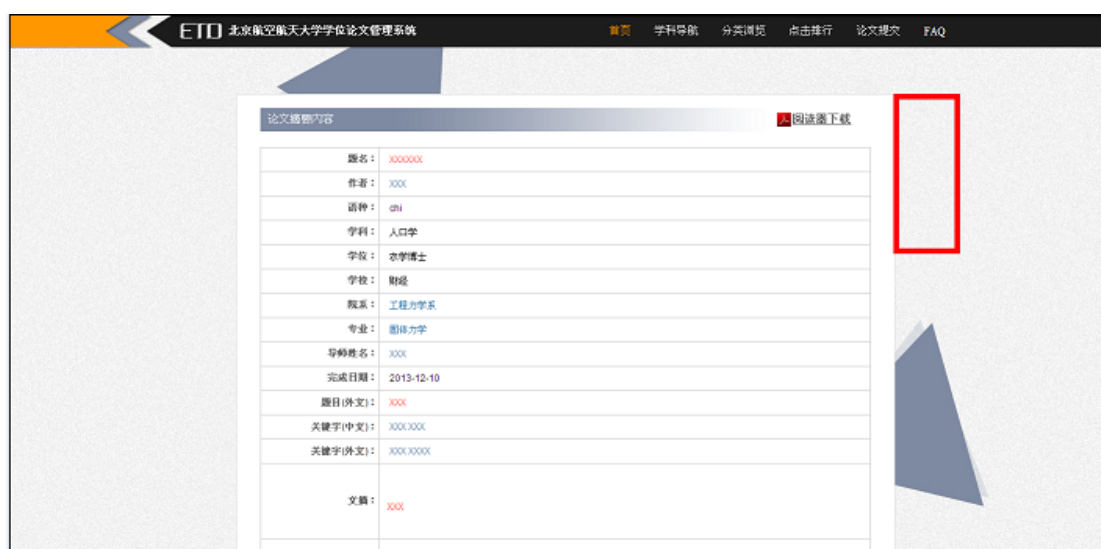 ETD 北京航空航天大学学位论文管理系统 首页 学科导航 分类浏览 点击排行 论文提交 FAQ
论文摘要内容 阅读器下载
题名： XXXXXX
作者： XXX
语种： chi
学科： 人口学
学位： 农学博士
学校： 财经
院系： 工程力学系
专业： 固体力学
导师姓名： XXX
完成日期： 2013-12-10
题目(外文)： XXX
关键字(中文)： XXX XXX
关键字(外文)： XXX XXXX
文摘： XXX